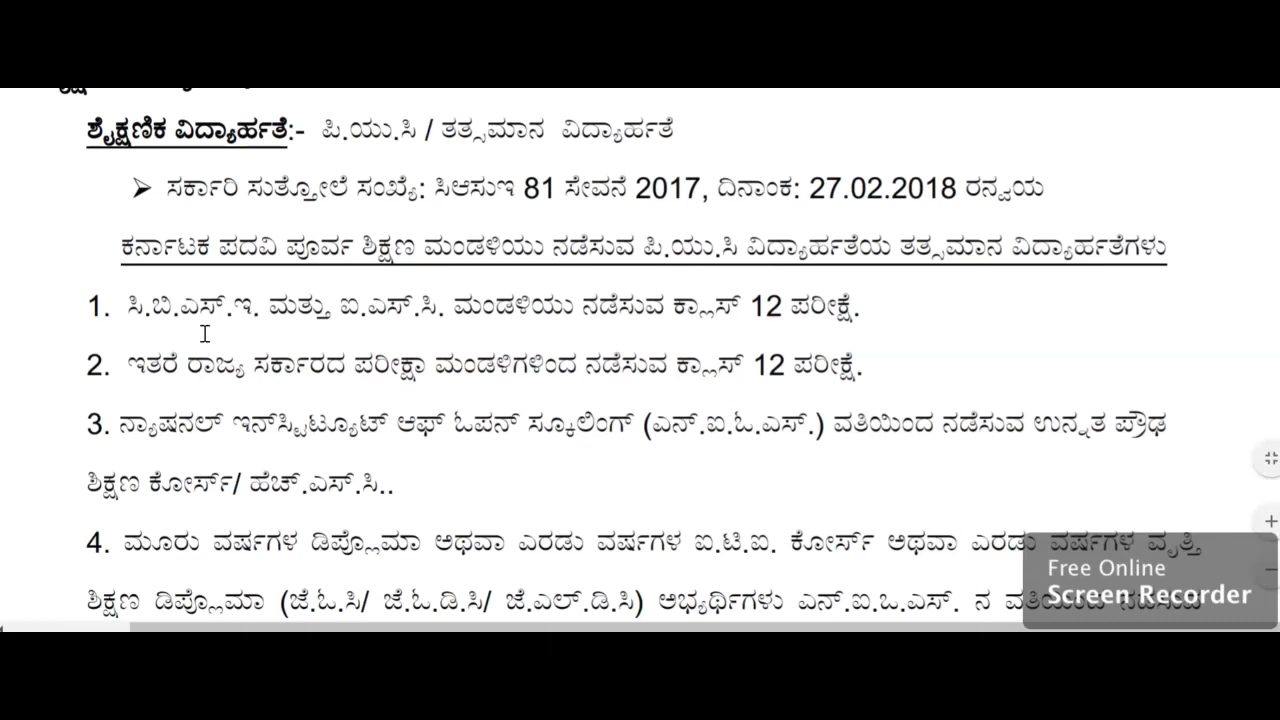 ಶೈಕ್ಷಣಿಕ ವಿದ್ಯಾರ್ಹತೆ:- ಪಿ.ಯು.ಸಿ / ತತ್ಸಮಾನ ವಿದ್ಯಾರ್ಹತೆ
➤ ಸರ್ಕಾರಿ ಸುತ್ತೋಲೆ ಸಂಖ್ಯೆ: ಸಿಆಸುಇ 81 ಸೇವನೆ 2017, ದಿನಾಂಕ: 27.02.2018 ರನ್ವಯ
ಕರ್ನಾಟಕ ಪದವಿ ಪೂರ್ವ ಶಿಕ್ಷಣ ಮಂಡಳಿಯು ನಡೆಸುವ ಪಿ.ಯು.ಸಿ ವಿದ್ಯಾರ್ಹತೆಯ ತತ್ಸಮಾನ ವಿದ್ಯಾರ್ಹತೆಗಳು
1. ಸಿ.ಬಿ.ಎಸ್.ಇ. ಮತ್ತು ಐ.ಎಸ್.ಸಿ. ಮಂಡಳಿಯು ನಡೆಸುವ ಕ್ಲಾಸ್ 12 ಪರೀಕ್ಷೆ.
2. ಇತರೆ ರಾಜ್ಯ ಸರ್ಕಾರದ ಪರೀಕ್ಷಾ ಮಂಡಳಿಗಳಿಂದ ನಡೆಸುವ ಕ್ಲಾಸ್ 12 ಪರೀಕ್ಷೆ.
3. ನ್ಯಾಷನಲ್ ಇನ್‌ಸ್ಟಿಟ್ಯೂಟ್ ಆಫ್ ಓಪನ್ ಸ್ಕೂಲಿಂಗ್ (ಎನ್.ಐ.ಓ.ಎಸ್.) ವತಿಯಿಂದ ನಡೆಸುವ ಉನ್ನತ ಪ್ರೌಢ
ಶಿಕ್ಷಣ ಕೋರ್ಸ್/ ಹೆಚ್.ಎಸ್.ಸಿ..
4. ಮೂರು ವರ್ಷಗಳ ಡಿಪ್ಲೊಮಾ ಅಥವಾ ಎರಡು ವರ್ಷಗಳ ಐ.ಟಿ.ಐ. ಕೋರ್ಸ್ ಅಥವಾ ಎರಡು ವರ್ಷಗಳ ವೃತ್ತಿ
ಶಿಕ್ಷಣ ಡಿಪ್ಲೊಮಾ (ಜೆ.ಓ.ಸಿ/ ಜೆ.ಓ.ಡಿ.ಸಿ/ ಜೆ.ಎಲ್.ಡಿ.ಸಿ) ಅಭ್ಯರ್ಥಿಗಳು ಎನ್.ಐ.ಒ.ಎಸ್. ನ ವತಿಯಿಂದ ನಡೆಸುವ
Free Online
Screen Recorder